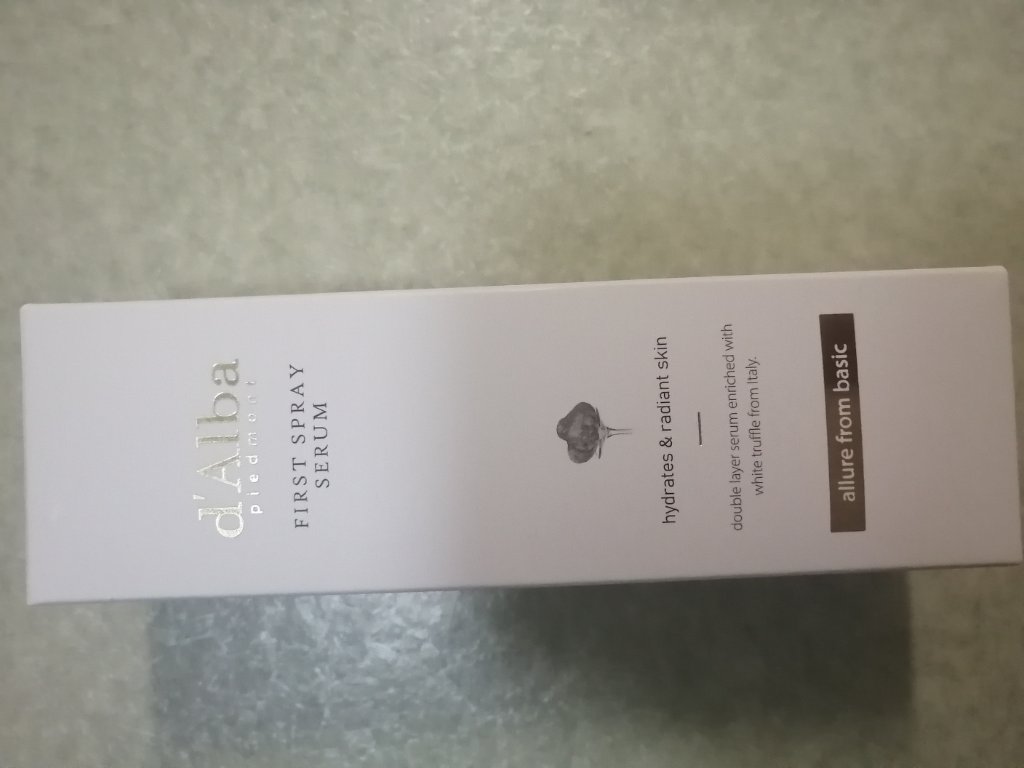 d'Alba
piedmont
FIRST SPRAY
SERUM
hydrates & radiant skin
double layer serum enriched with
white truffle from Italy.
allure from basic